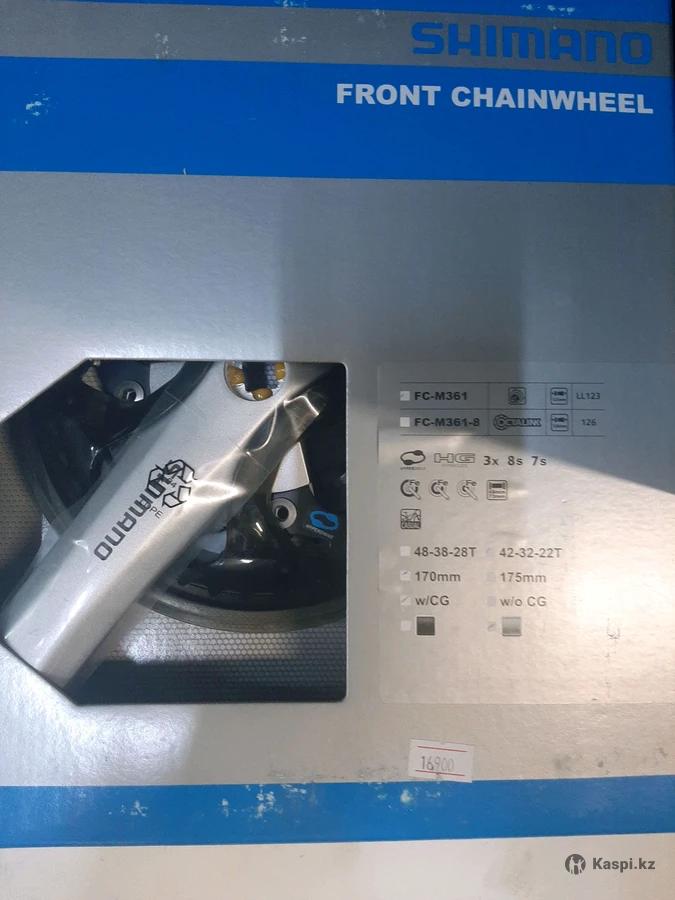 SHIMANO
FRONT CHAINWHEEL
FC-M361 LL123
FC-M361-8 OCTALINK 126
HG 3x 8s 7s
48-38-28T 42-32-22T
170mm 175mm
w/CG w/o CG
SHIMANO
16900
Kaspi.kz